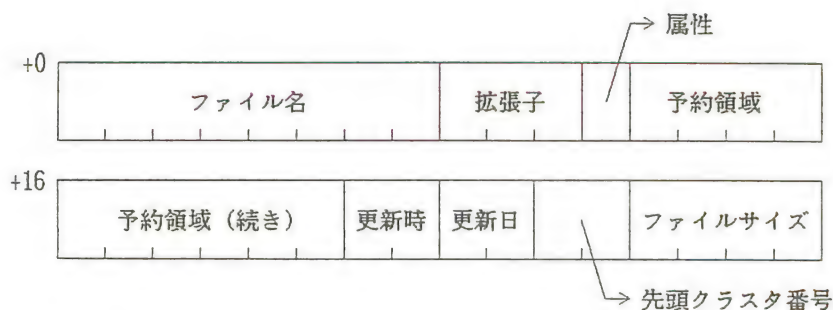 属性
+0
ファイル名 拡張子 予約領域
+16
予約領域（続き） 更新時 更新日 ファイルサイズ
先頭クラスタ番号